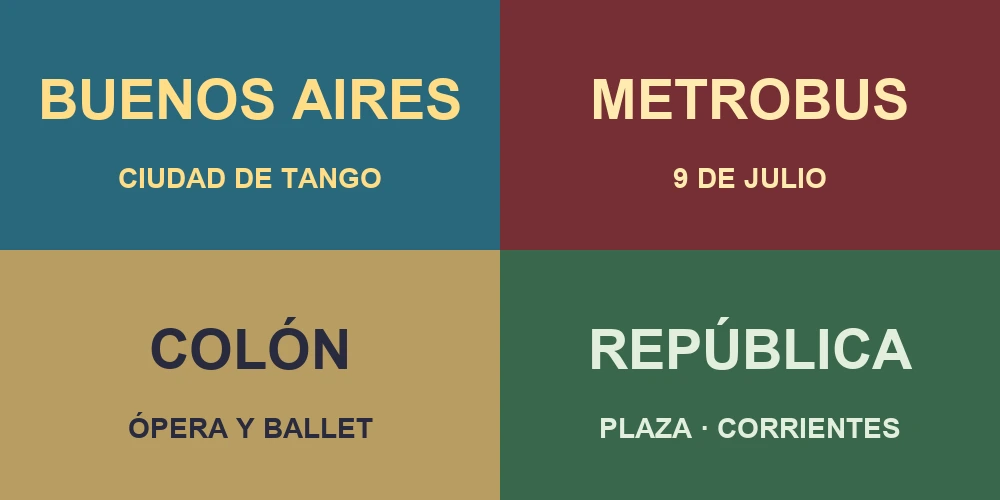 BUENOS AIRES
CIUDAD DE TANGO
METROBUS
9 DE JULIO
COLÓN
ÓPERA Y BALLET
REPÚBLICA
PLAZA · CORRIENTES